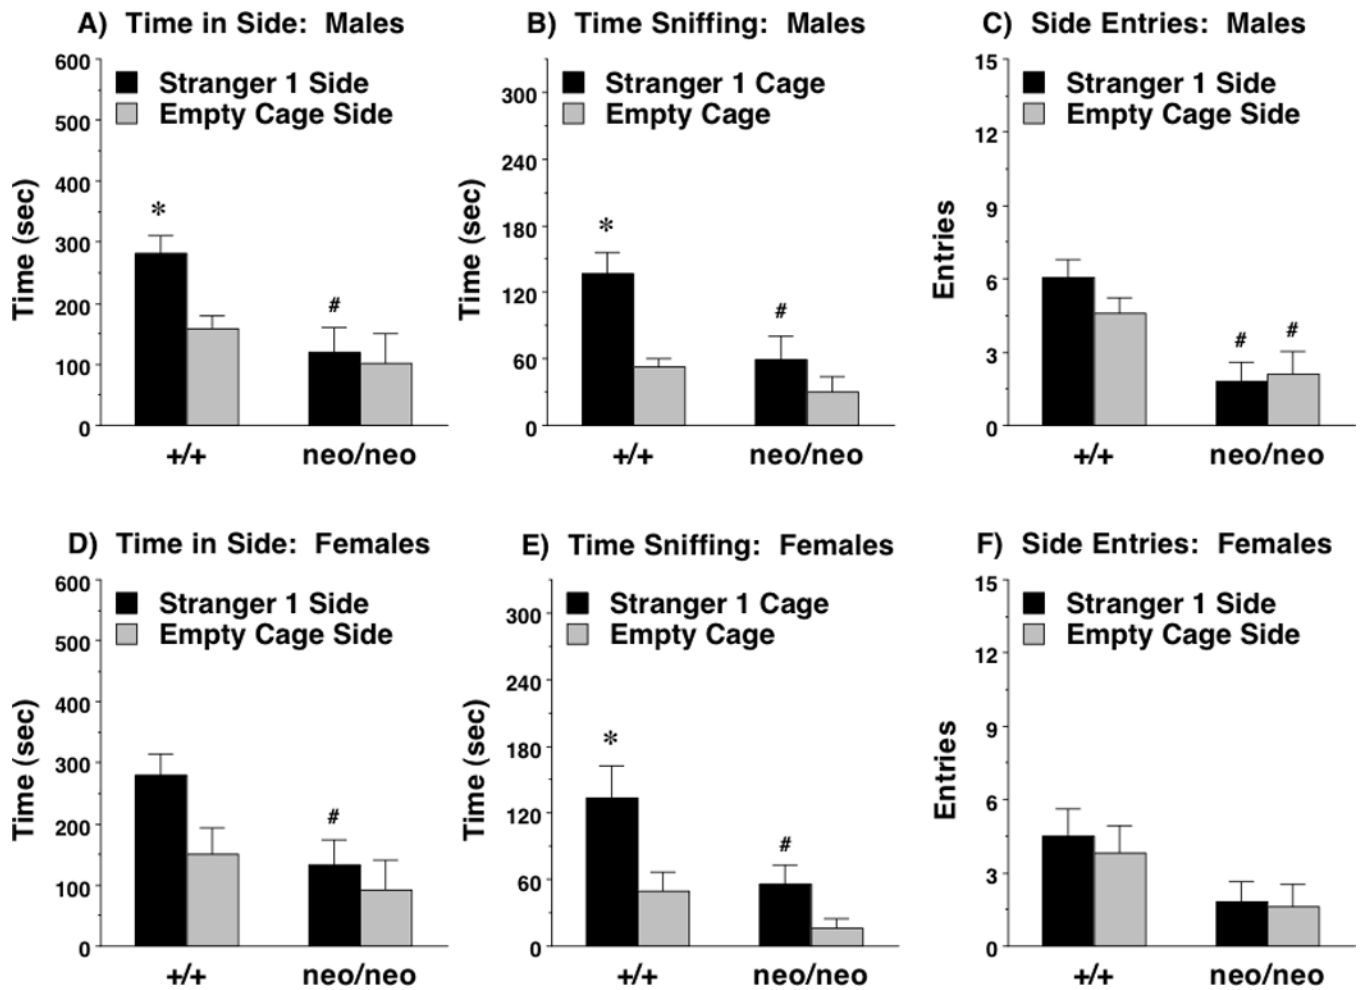 A) Time in Side: Males
600
500
400
300
200
100
0
Time (sec)
Stranger 1 Side
Empty Cage Side
*
#
+/+ neo/neo
B) Time Sniffing: Males
300
240
180
120
60
0
Time (sec)
Stranger 1 Cage
Empty Cage
*
#
+/+ neo/neo
C) Side Entries: Males
15
12
9
6
3
0
Entries
Stranger 1 Side
Empty Cage Side
# #
+/+ neo/neo
D) Time in Side: Females
600
500
400
300
200
100
0
Time (sec)
Stranger 1 Side
Empty Cage Side
#
+/+ neo/neo
E) Time Sniffing: Females
300
240
180
120
60
0
Time (sec)
Stranger 1 Cage
Empty Cage
*
#
+/+ neo/neo
F) Side Entries: Females
15
12
9
6
3
0
Entries
Stranger 1 Side
Empty Cage Side
+/+ neo/neo